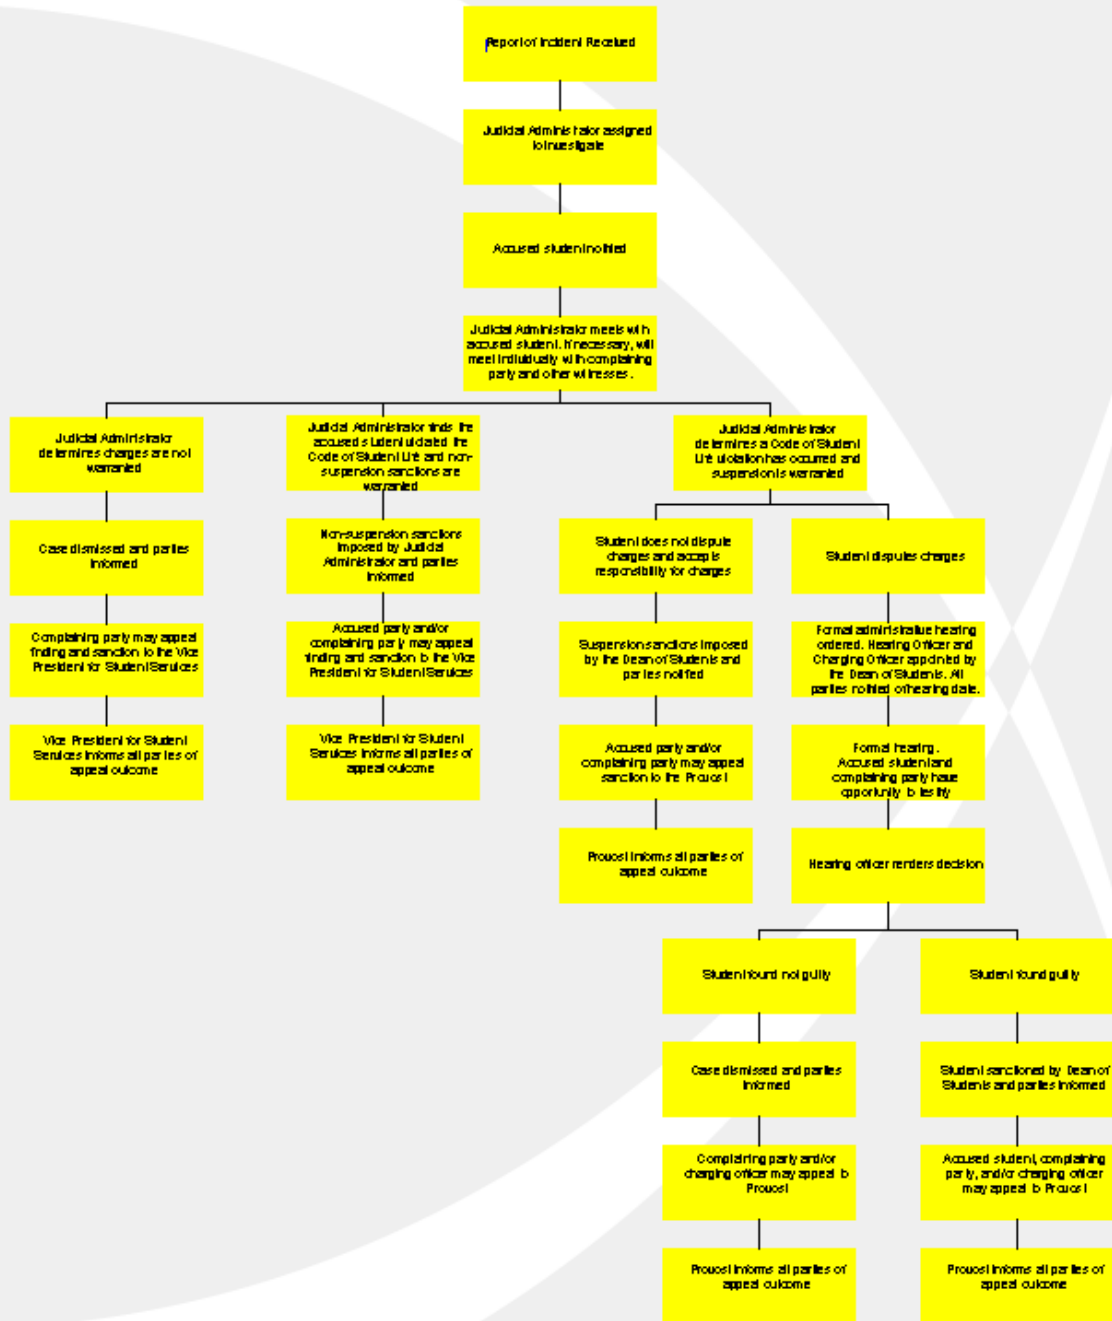 Report of Incident Received
Judicial Administrator assigned
to investigate
Accused student notified
Judicial Administrator meets with
accused student. If necessary, will
meet individually with complaining
party and other witnesses.
Judicial Administrator
determines charges are not
warranted
Judicial Administrator finds the
accused student violated the
Code of Student Life and non-
suspension sanctions are
warranted
Judicial Administrator
determines a Code of Student
Life violation has occurred and
suspension is warranted
Case dismissed and parties
informed
Non-suspension sanctions
imposed by Judicial
Administrator and parties
informed
Student does not dispute
charges and accepts
responsibility for charges
Student disputes charges
Complaining party may appeal
finding and sanction to the Vice
President for Student Services
Accused party and/or
complaining party may appeal
finding and sanction to the Vice
President for Student Services
Suspension sanctions imposed
by the Dean of Students and
parties notified
Formal administrative hearing
ordered. Hearing Officer and
Charging Officer appointed by
the Dean of Students. All
parties notified of hearing date.
Vice President for Student
Services informs all parties of
appeal outcome
Vice President for Student
Services informs all parties of
appeal outcome
Accused party and/or
complaining party may appeal
sanction to the Provost
Formal hearing.
Accused student and
complaining party have
opportunity to testify
Provost informs all parties of
appeal outcome
Hearing officer renders decision
Student found not guilty
Student found guilty
Case dismissed and parties
informed
Student sanctioned by Dean of
Students and parties informed
Complaining party and/or
charging officer may appeal to
Provost
Accused student, complaining
party, and/or charging officer
may appeal to Provost
Provost informs all parties of
appeal outcome
Provost informs all parties of
appeal outcome